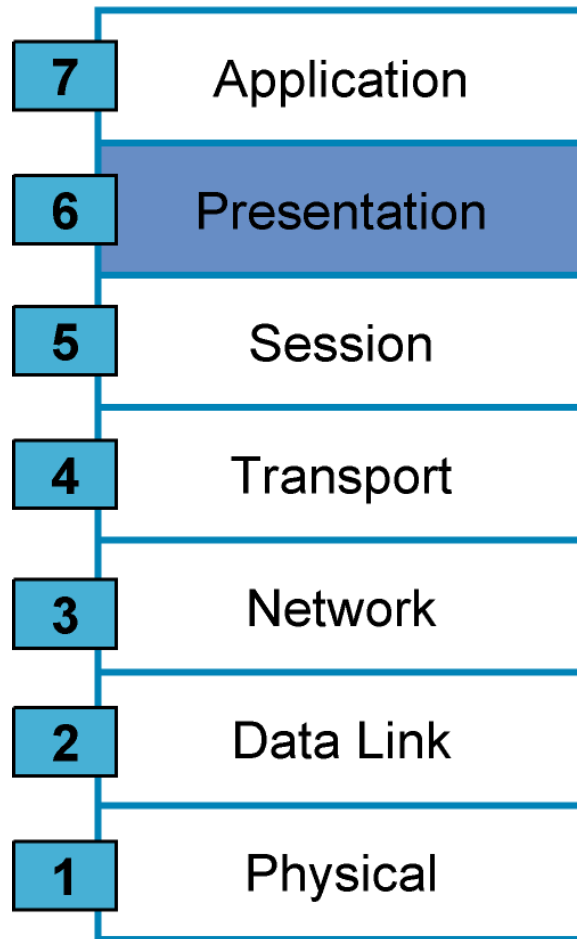 7 Application
6 Presentation
5 Session
4 Transport
3 Network
2 Data Link
1 Physical